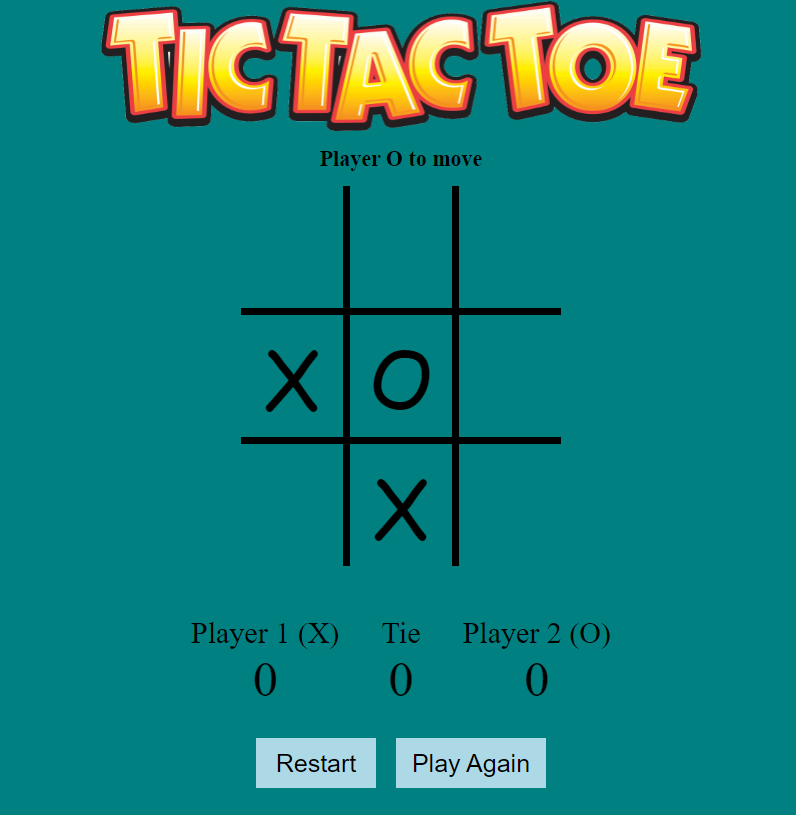 TIC TAC TOE
Player O to move
X O
X
Player 1 (X) Tie Player 2 (O)
0 0 0
Restart Play Again